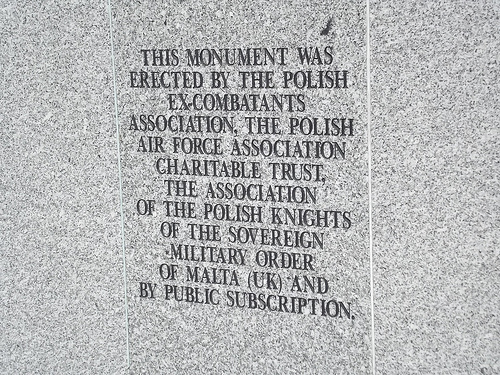 THIS MONUMENT WAS
ERECTED BY THE POLISH
EX-COMBATANTS
ASSOCIATION, THE POLISH
AIR FORCE ASSOCIATION
CHARITABLE TRUST,
THE ASSOCIATION
OF THE POLISH KNIGHTS
OF THE SOVEREIGN
MILITARY ORDER
OF MALTA (UK) AND
BY PUBLIC SUBSCRIPTION.